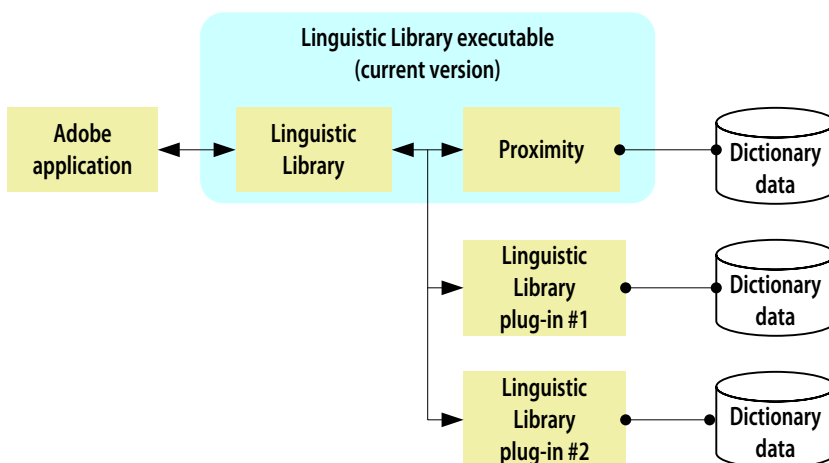 Linguistic Library executable
(current version)
Adobe
application
Linguistic
Library
Proximity
Dictionary
data
Linguistic
Library
plug-in #1
Dictionary
data
Linguistic
Library
plug-in #2
Dictionary
data